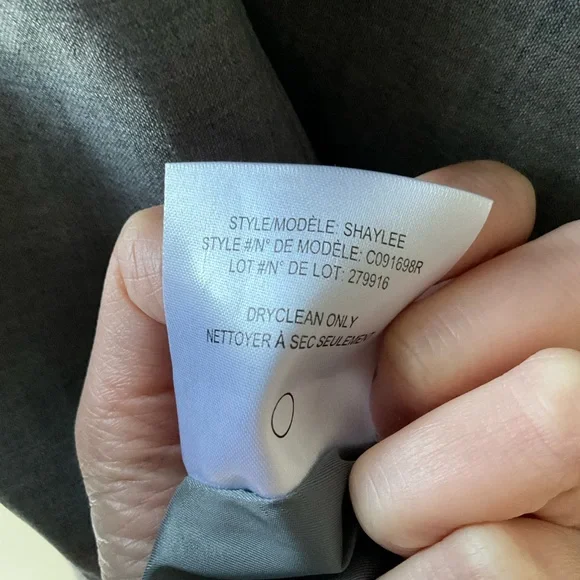 STYLE/MODÈLE: SHAYLEE
STYLE #/N° DE MODÈLE: C091698R
LOT #/N° DE LOT: 279916
DRYCLEAN ONLY
NETTOYER À SEC SEULEMENT